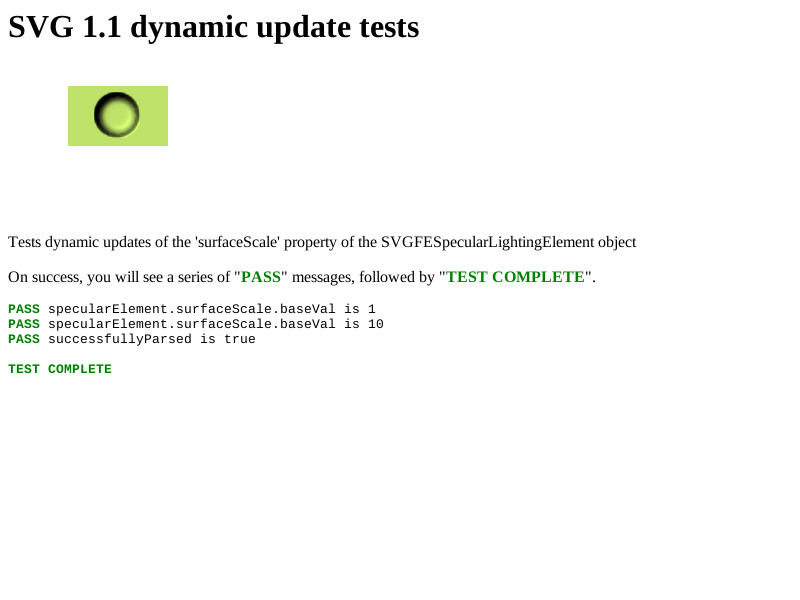 SVG 1.1 dynamic update tests
Tests dynamic updates of the 'surfaceScale' property of the SVGFESpecularLightingElement object
On success, you will see a series of "PASS" messages, followed by "TEST COMPLETE".
PASS specularElement.surfaceScale.baseVal is 1
PASS specularElement.surfaceScale.baseVal is 10
PASS successfullyParsed is true
TEST COMPLETE